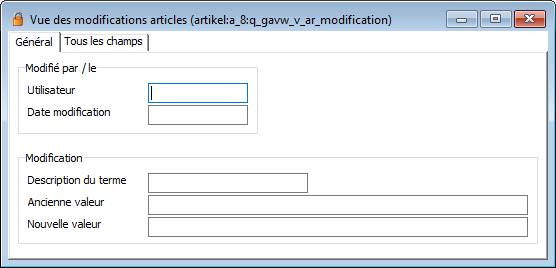 Vue des modifications articles (artikel:a_8:q_gavw_v_ar_modification)
Général
Tous les champs
Modifié par / le
Utilisateur
Date modification
Modification
Description du terme
Ancienne valeur
Nouvelle valeur